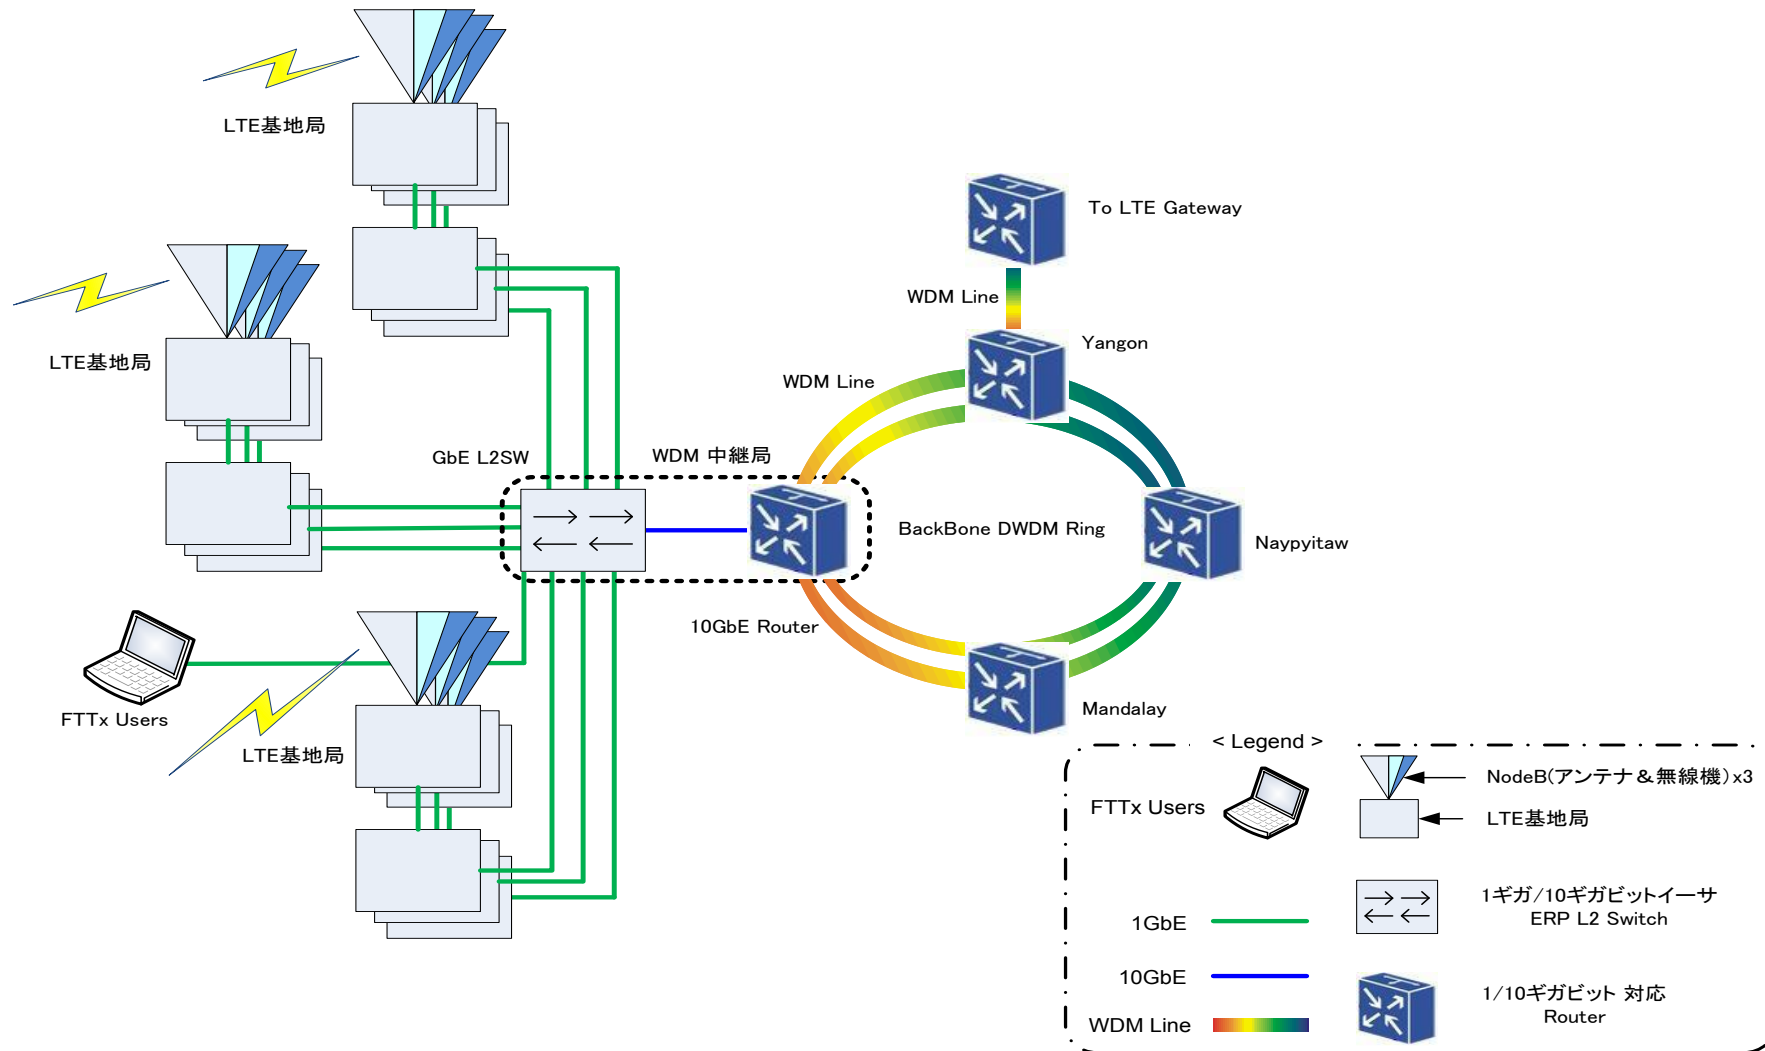 LTE基地局
To LTE Gateway
WDM Line
Yangon
LTE基地局
WDM Line
GbE L2SW
WDM 中継局
BackBone DWDM Ring
Naypyitaw
10GbE Router
FTTx Users
LTE基地局
Mandalay
< Legend >
FTTx Users
NodeB(アンテナ&無線機)x3
LTE基地局
1GbE
1ギガ/10ギガビットイーサ
ERP L2 Switch
10GbE
1/10ギガビット 対応
Router
WDM Line